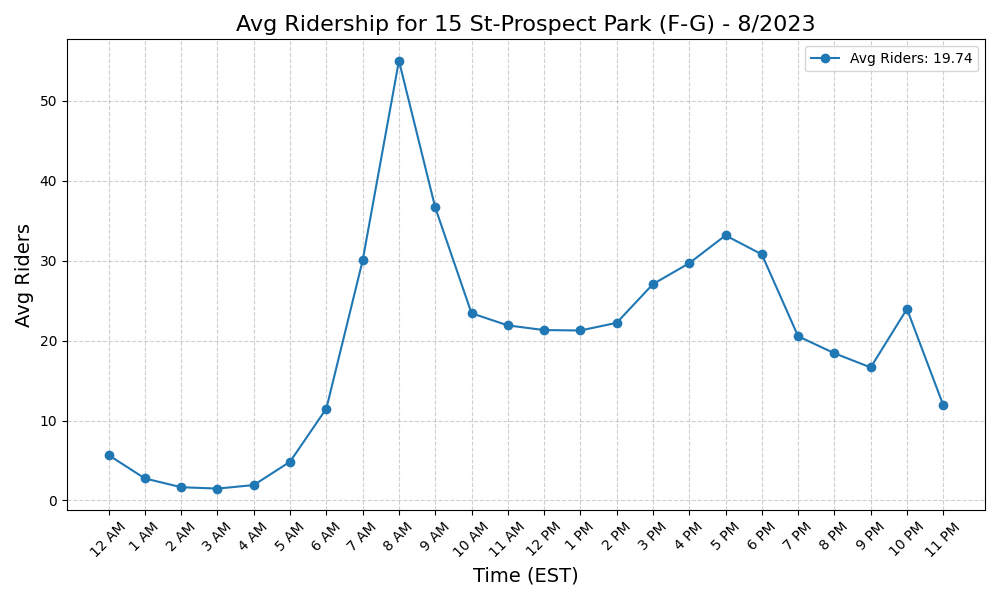 Avg Ridership for 15 St-Prospect Park (F-G) - 8/2023
Avg Riders: 19.74
Avg Riders
50
40
30
20
10
0
12 AM
1 AM
2 AM
3 AM
4 AM
5 AM
6 AM
7 AM
8 AM
9 AM
10 AM
11 AM
12 PM
1 PM
2 PM
3 PM
4 PM
5 PM
6 PM
7 PM
8 PM
9 PM
10 PM
11 PM
Time (EST)